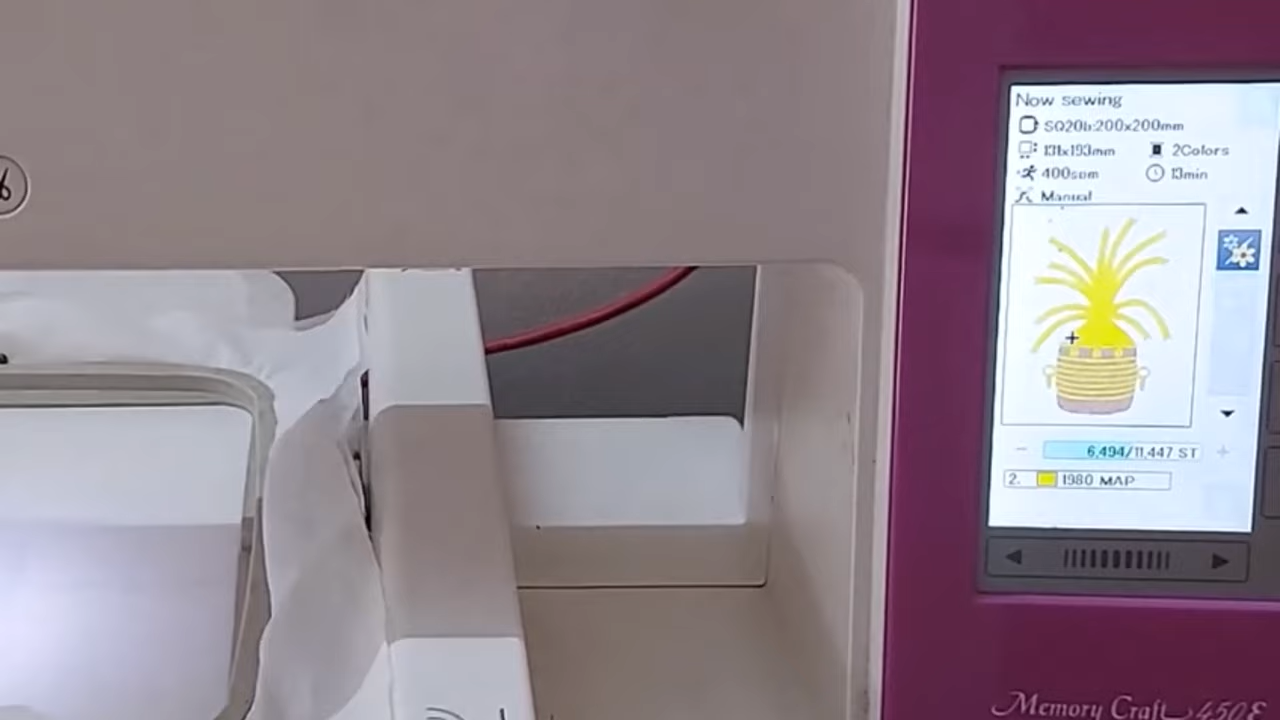 Now sewing
SQ20b:200x200mm
131x193mm 2Colors
400spm 13min
Manual
6,494/11,447 ST
2. 1980 MAP
Memory Craft 450E